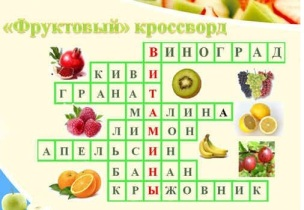 «Фруктовый» кроссворд
ВИНОГРАД
КИВИ
ГРАНАТ
МАЛИНА
ЛИМОН
АПЕЛЬСИН
БАНАН
КРЫЖОВНИК